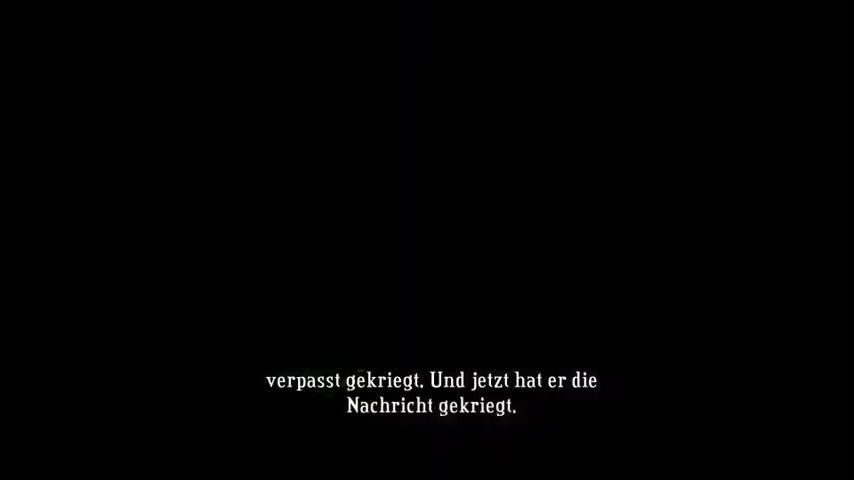 verpasst gekriegt. Und jetzt hat er die
Nachricht gekriegt.